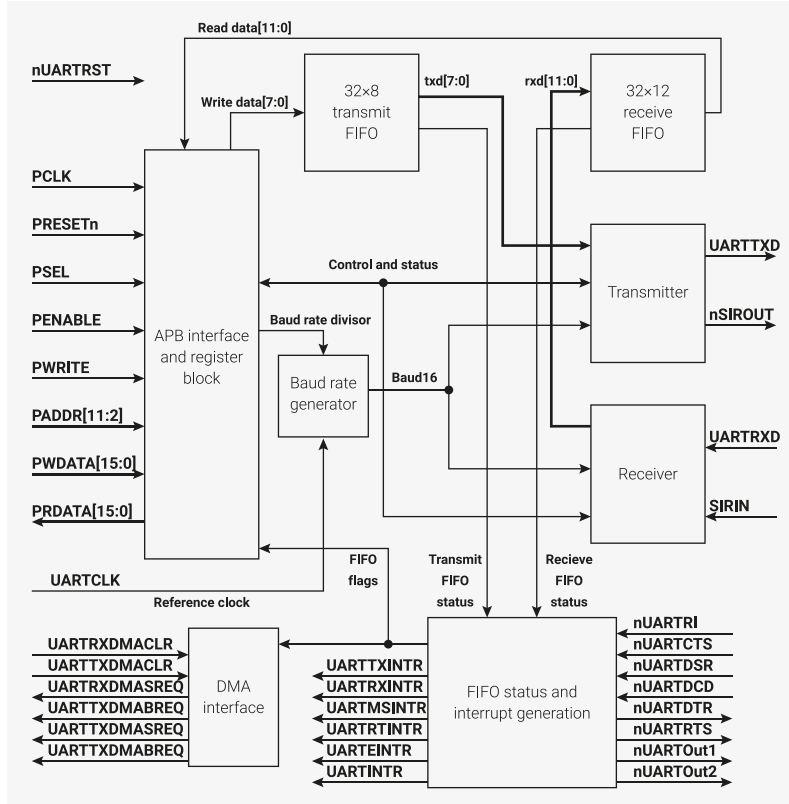 Read data[11:0]
nUARTRST
Write data[7:0]
32×8
transmit
FIFO
txd[7:0]
rxd[11:0]
32×12
receive
FIFO
PCLK
PRESETn
PSEL
PENABLE
PWRITE
PADDR[11:2]
PWDATA[15:0]
PRDATA[15:0]
APB interface
and register
block
Control and status
Baud rate divisor
Baud rate
generator
Baud16
Transmitter
UARTTXD
nSIROUT
Receiver
UARTRXD
SIRIN
UARTCLK
Reference clock
FIFO
flags
Transmit
FIFO
status
Recieve
FIFO
status
UARTRXDMACLR
UARTTXDMACLR
UARTRXDMASREQ
UARTRXDMABREQ
UARTTXDMASREQ
UARTTXDMABREQ
DMA
interface
UARTTXINTR
UARTRXINTR
UARTMSINTR
UARTRTINTR
UARTEINTR
UARTINTR
FIFO status and
interrupt generation
nUARTRI
nUARTCTS
nUARTDSR
nUARTDCD
nUARTDTR
nUARTRTS
nUARTOut1
nUARTOut2